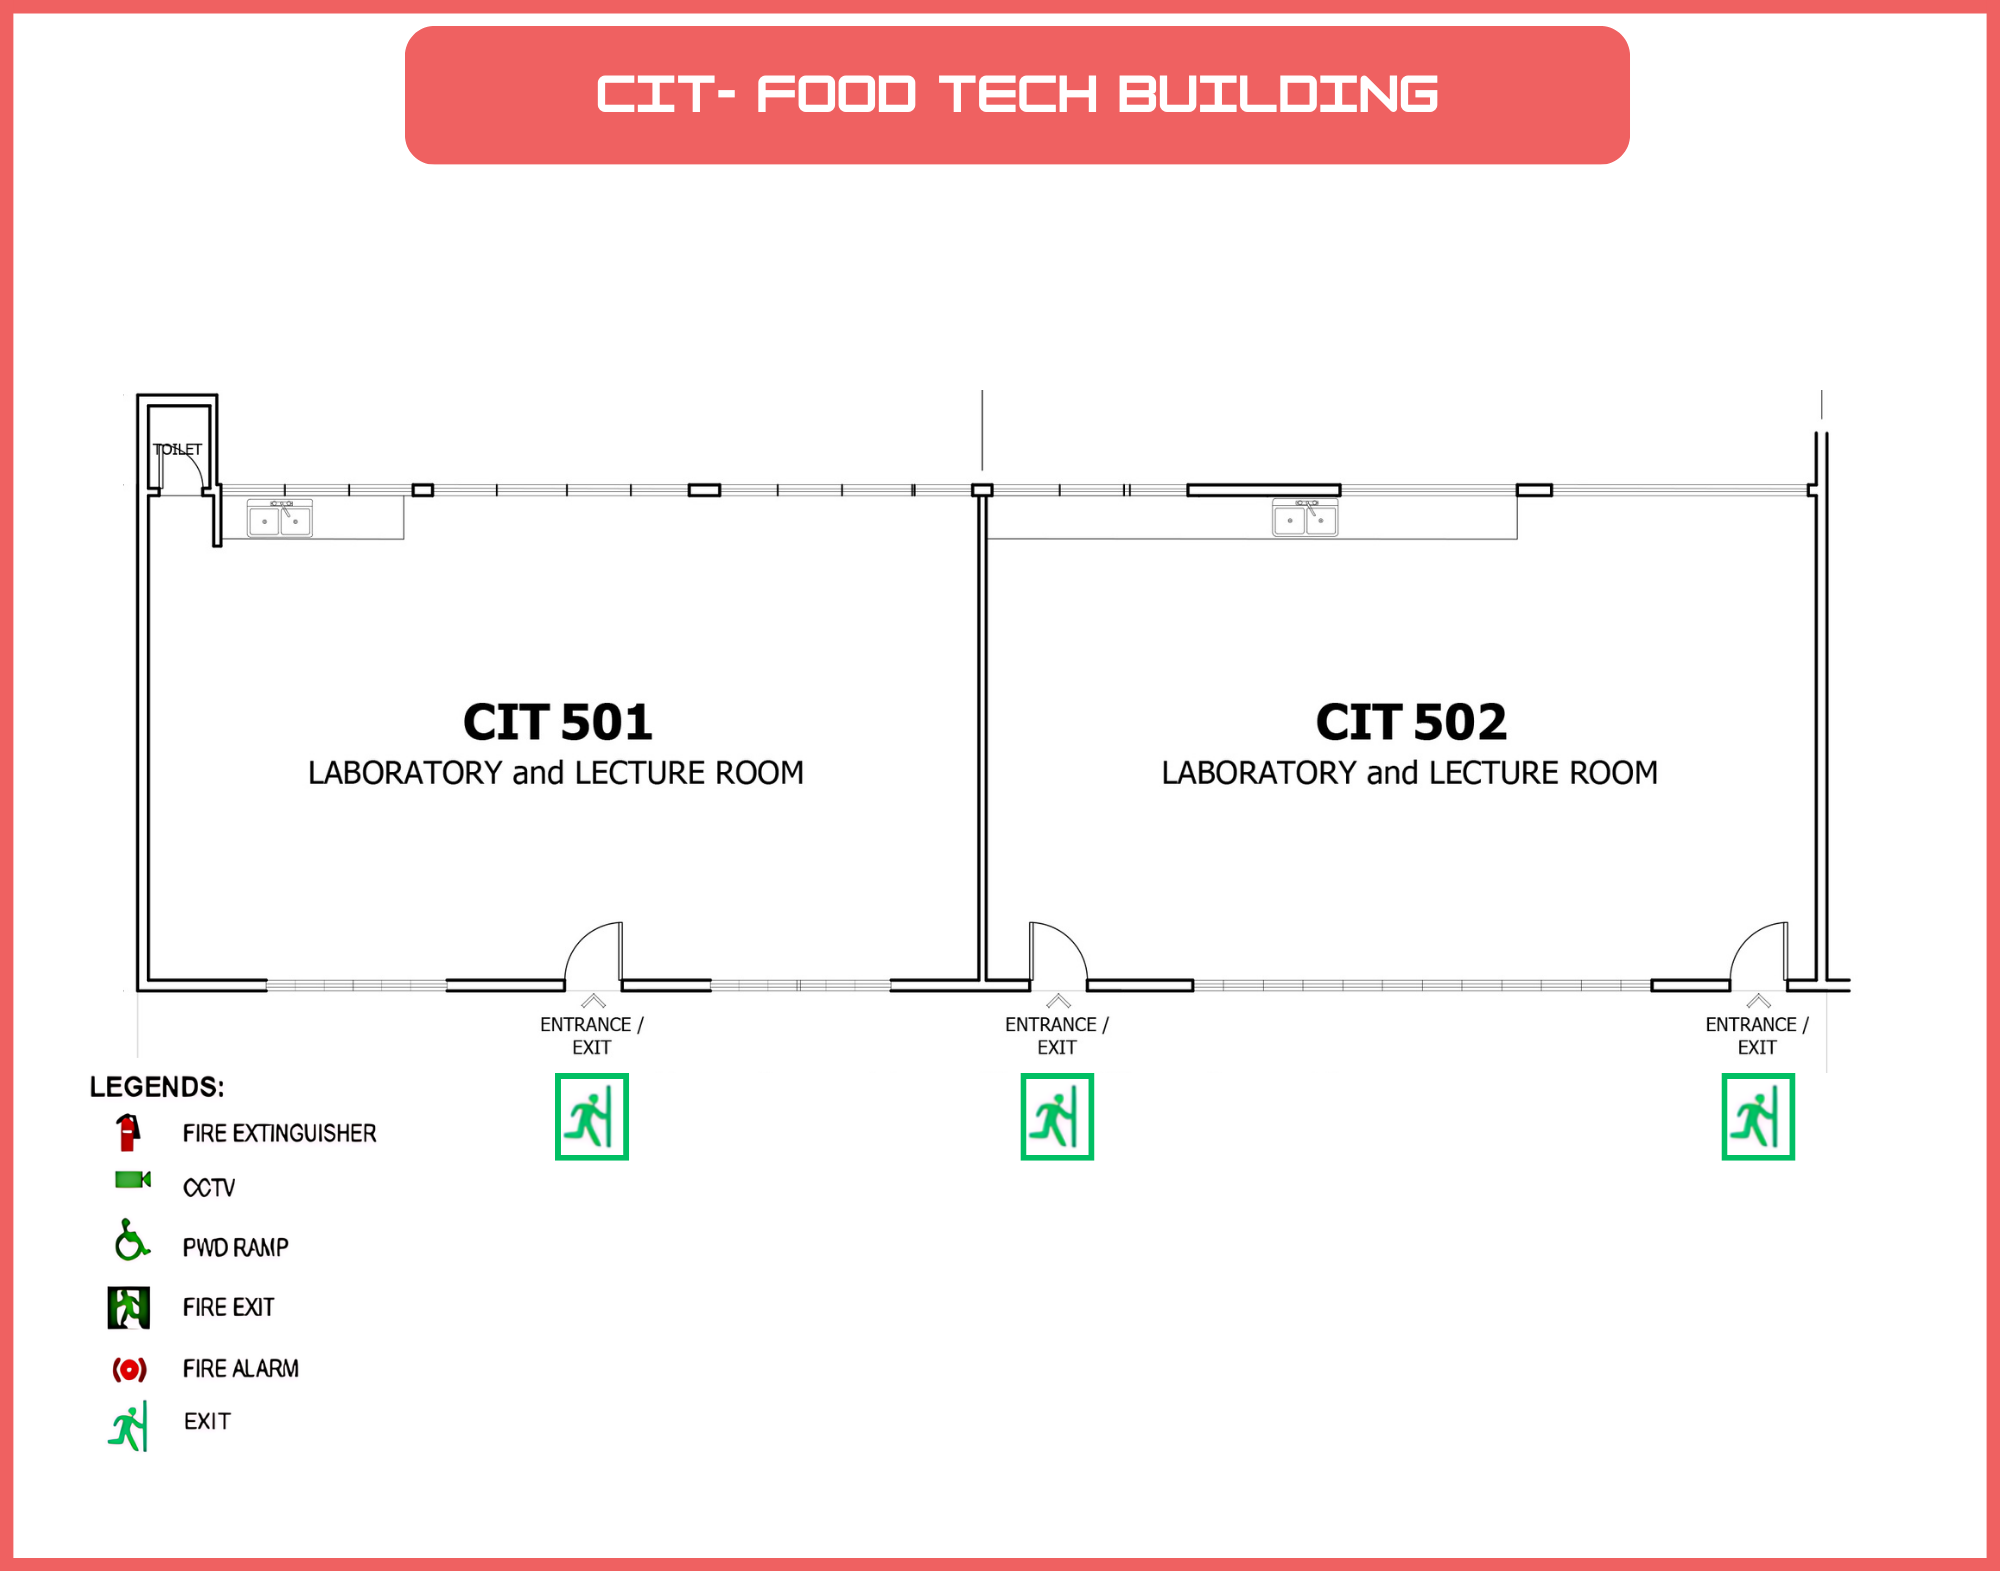 CIT- FOOD TECH BUILDING
TOILET
CIT 501
LABORATORY and LECTURE ROOM
CIT 502
LABORATORY and LECTURE ROOM
ENTRANCE /
EXIT
ENTRANCE /
EXIT
ENTRANCE /
EXIT
LEGENDS:
FIRE EXTINGUISHER
CCTV
PWD RAMP
FIRE EXIT
FIRE ALARM
EXIT